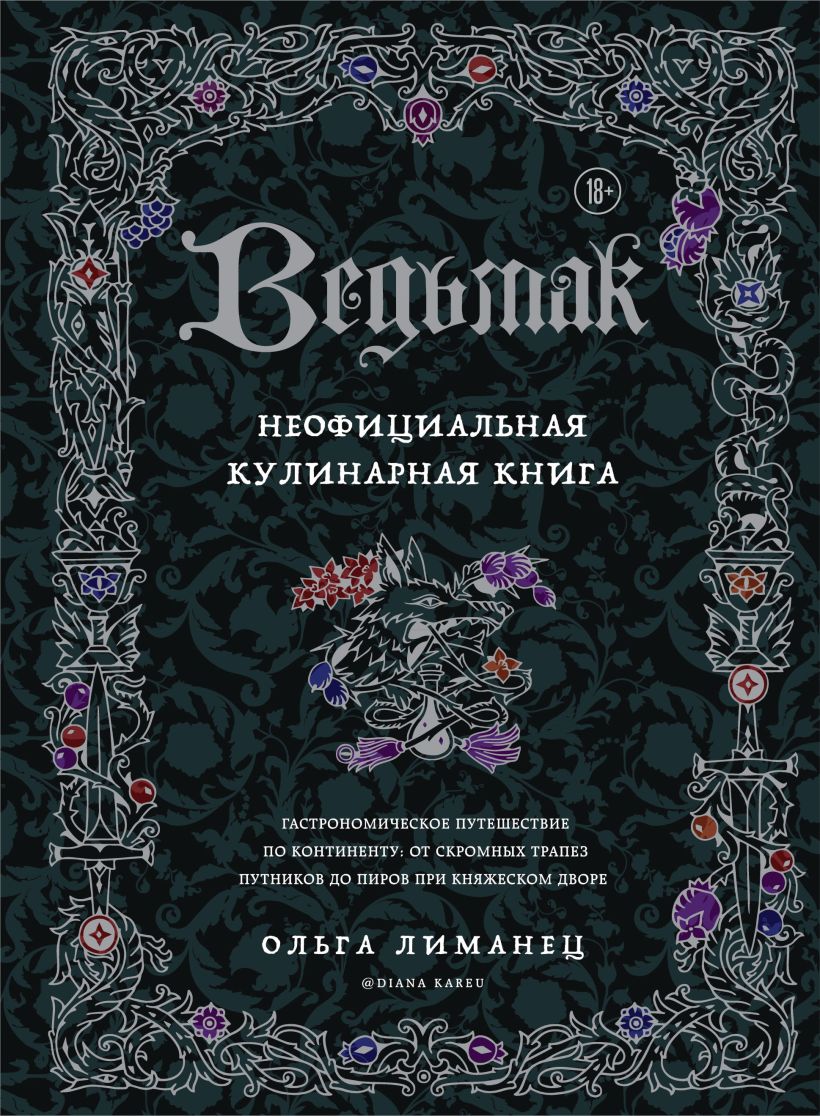 18+
Ведьмак
НЕОФИЦИАЛЬНАЯ
КУЛИНАРНАЯ КНИГА
ГАСТРОНОМИЧЕСКОЕ ПУТЕШЕСТВИЕ
ПО КОНТИНЕНТУ: ОТ СКРОМНЫХ ТРАПЕЗ
ПУТНИКОВ ДО ПИРОВ ПРИ КНЯЖЕСКОМ ДВОРЕ
ОЛЬГА ЛИМАНЕЦ
@DIANA KAREU